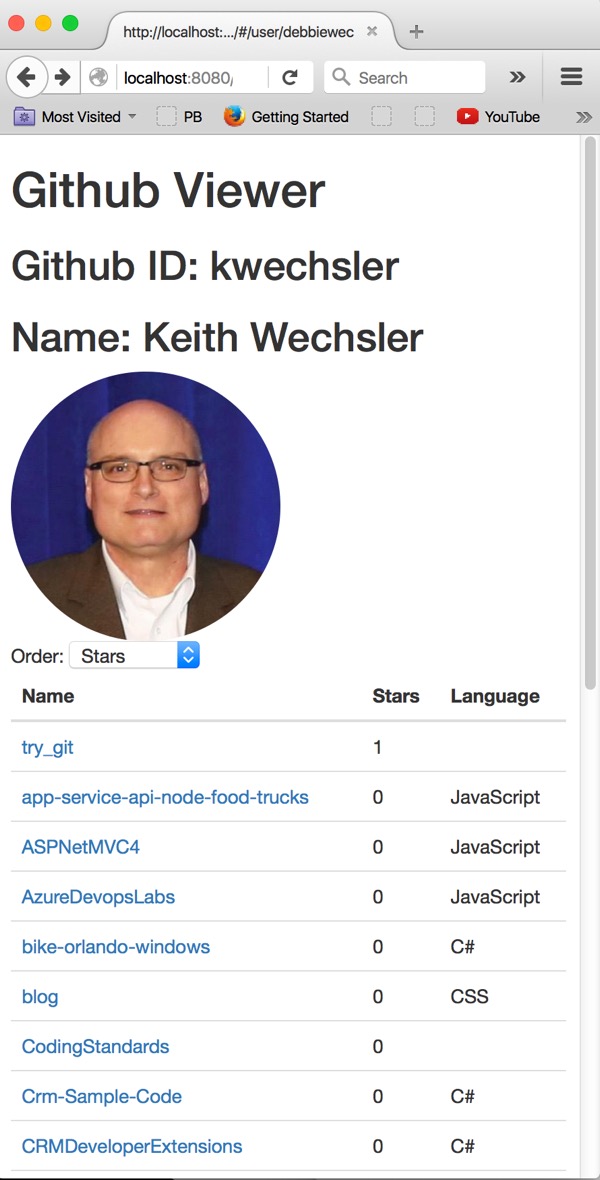 http://localhost:.../#/user/debbiewec
localhost:8080/
Search
Most Visited
PB
Getting Started
YouTube
Github Viewer
Github ID: kwechsler
Name: Keith Wechsler
Order: Stars
Name Stars Language
try_git 1
app-service-api-node-food-trucks 0 JavaScript
ASPNetMVC4 0 JavaScript
AzureDevopsLabs 0 JavaScript
bike-orlando-windows 0 C#
blog 0 CSS
CodingStandards 0
Crm-Sample-Code 0 C#
CRMDeveloperExtensions 0 C#